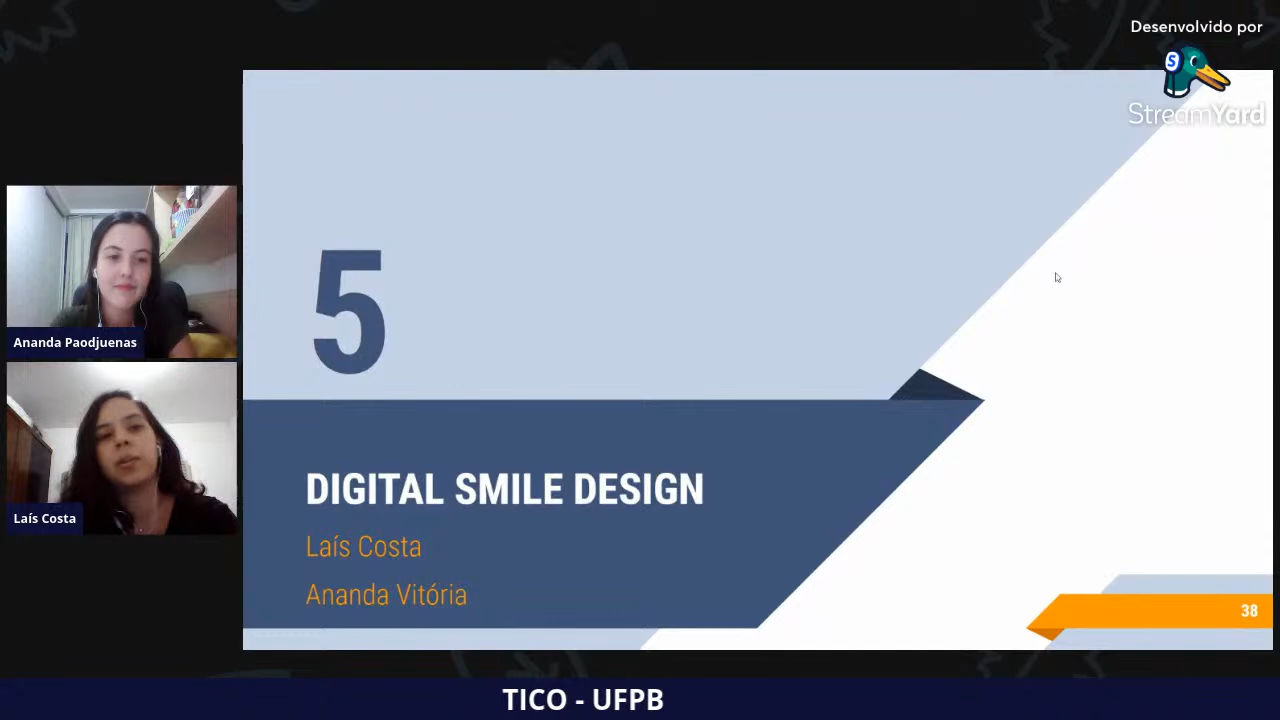 Desenvolvido por
S
StreamYard
Ananda Paodjuenas
Laís Costa
5
DIGITAL SMILE DESIGN
Laís Costa
Ananda Vitória
38
TICO - UFPB